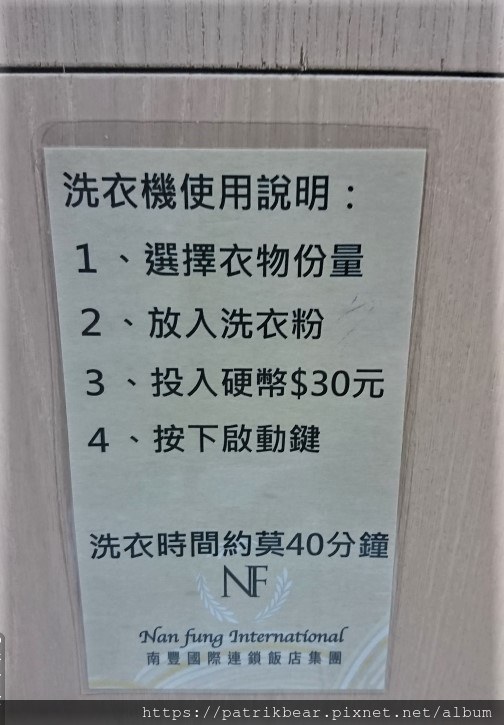 洗衣機使用說明：
1、選擇衣物份量
2、放入洗衣粉
3、投入硬幣$30元
4、按下啟動鍵
洗衣時間約莫40分鐘
NF
Nan fung International
南豐國際連鎖飯店集團
https://patrikbear.pixnet.net/album